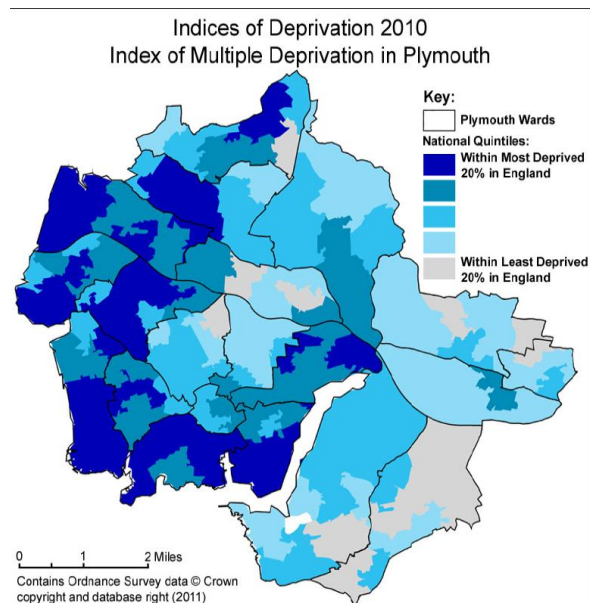 Indices of Deprivation 2010
Index of Multiple Deprivation in Plymouth
Key:
Plymouth Wards
National Quintiles:
Within Most Deprived
20% in England
Within Least Deprived
20% in England
0 1 2 Miles
Contains Ordnance Survey data © Crown
copyright and database right (2011)